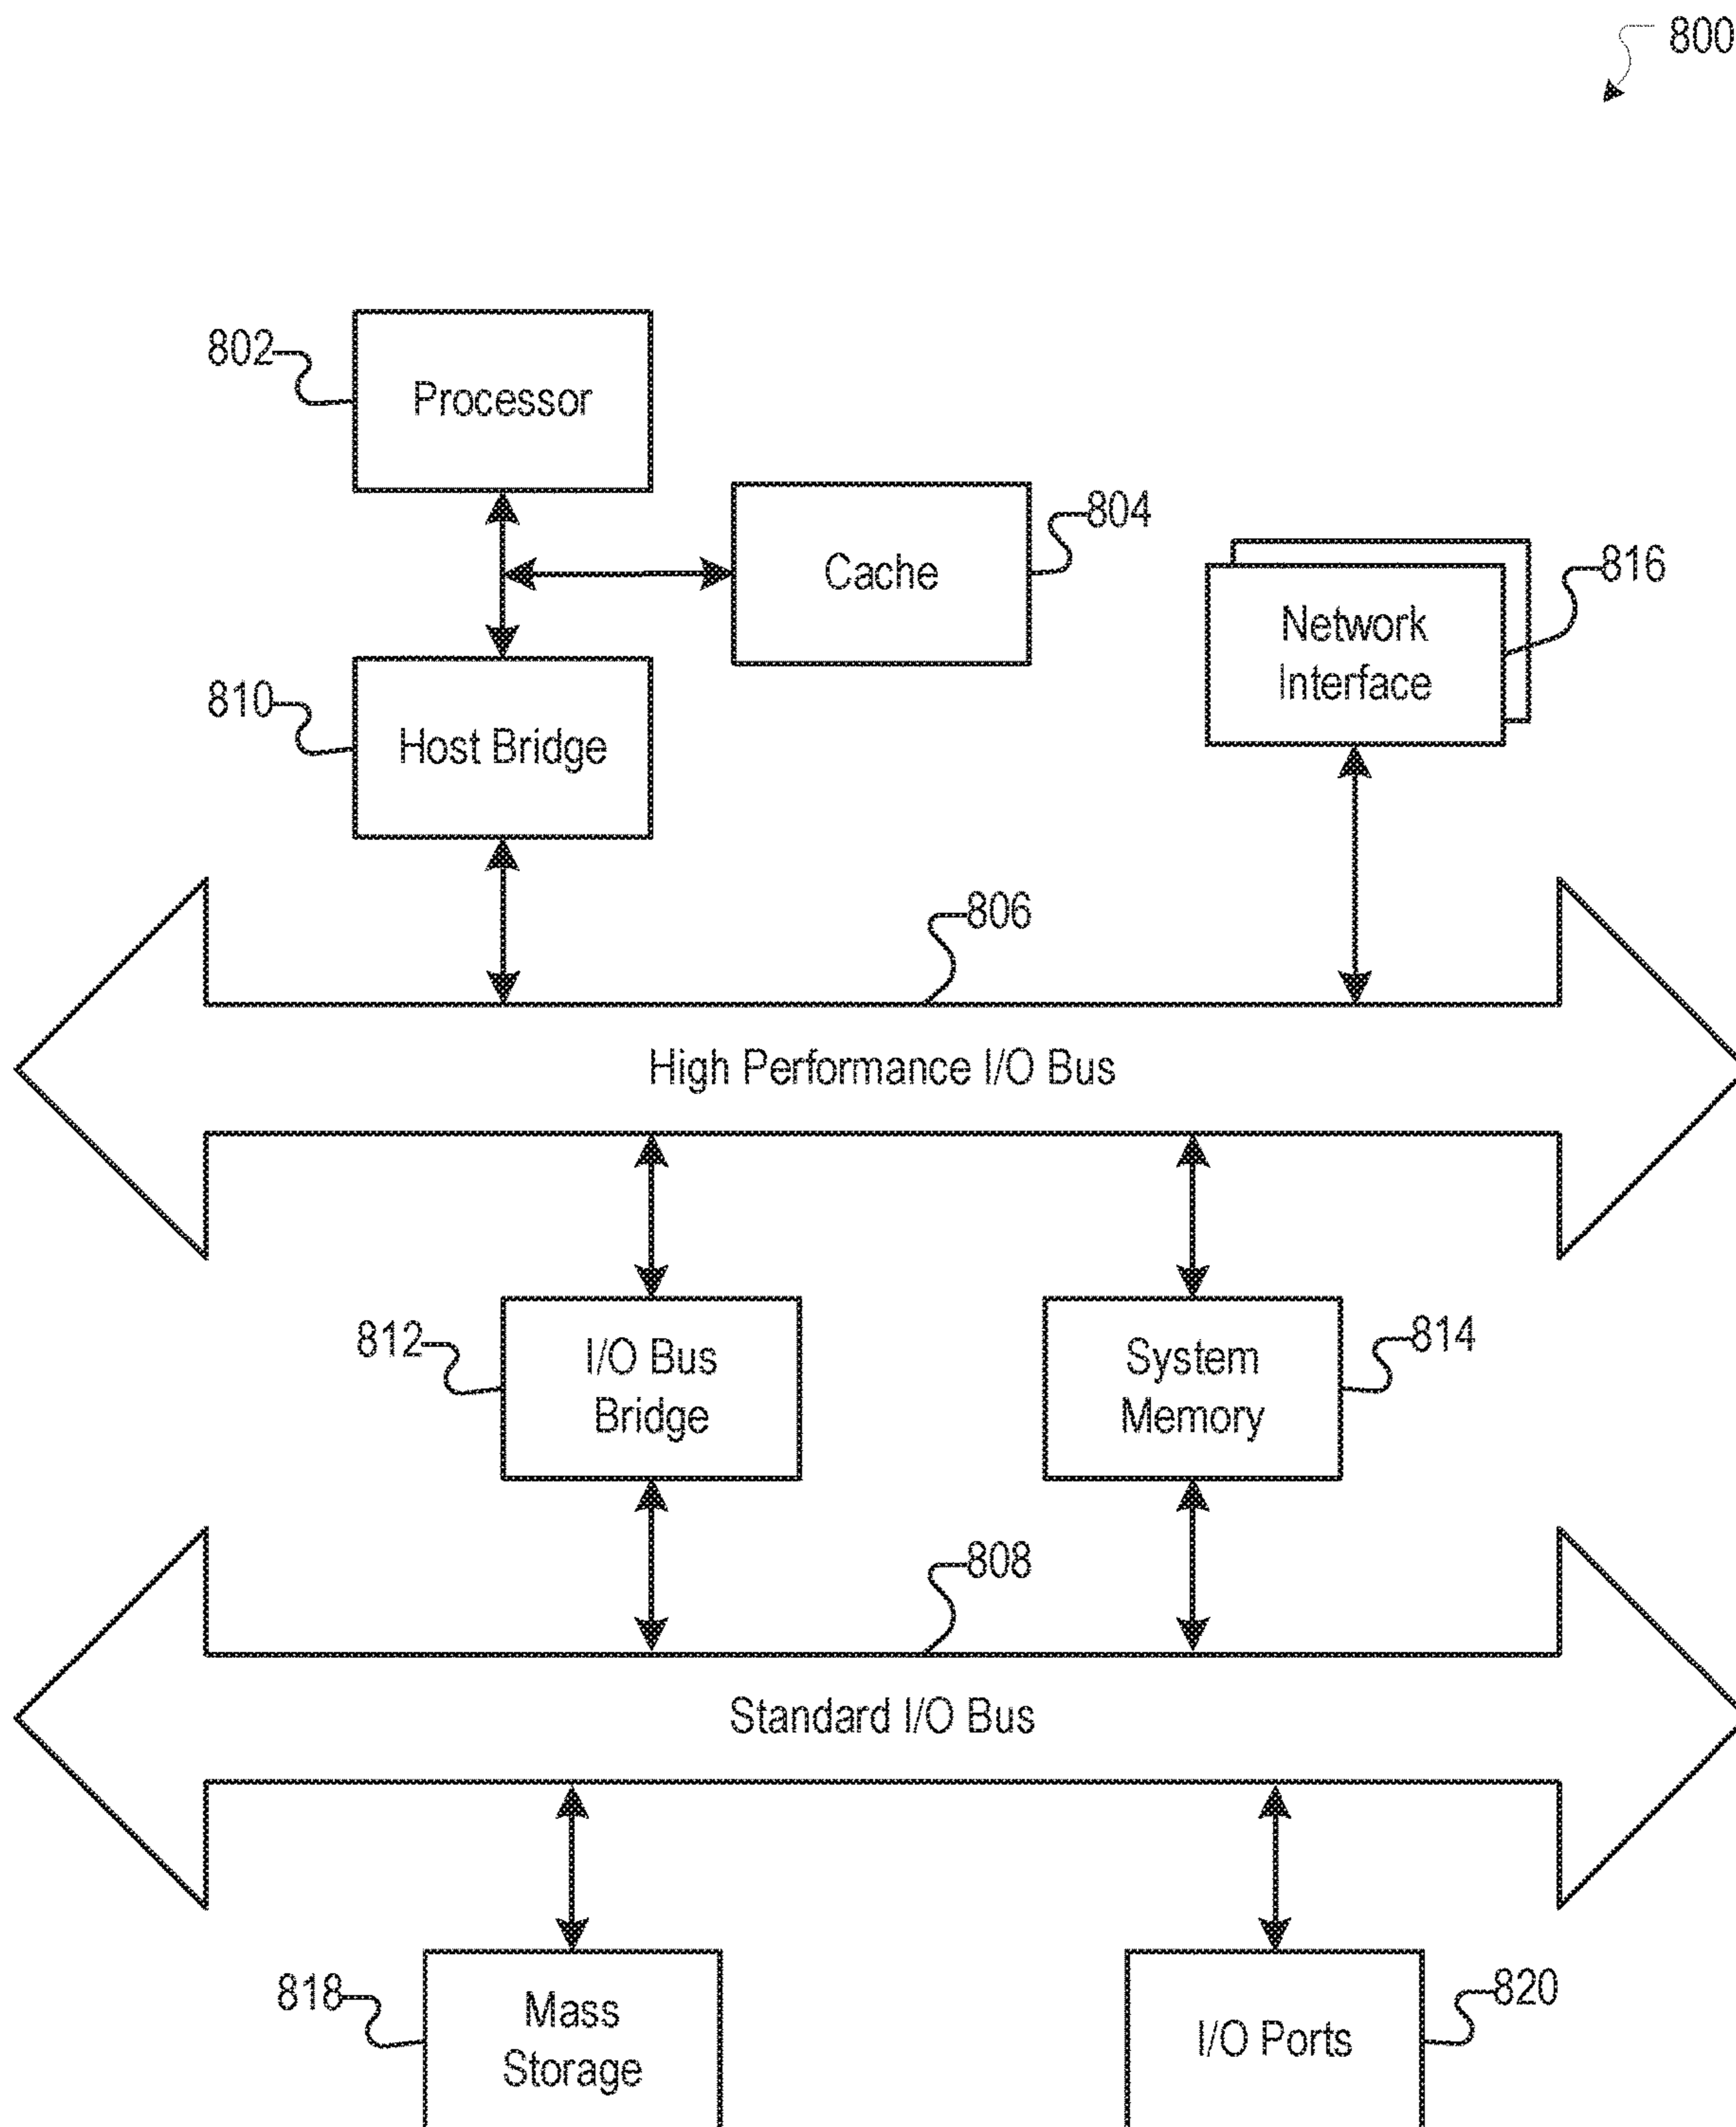 800
802
Processor
804
Cache
816
Network
Interface
810
Host Bridge
806
High Performance I/O Bus
812
I/O Bus
Bridge
814
System
Memory
808
Standard I/O Bus
818
Mass
Storage
820
I/O Ports